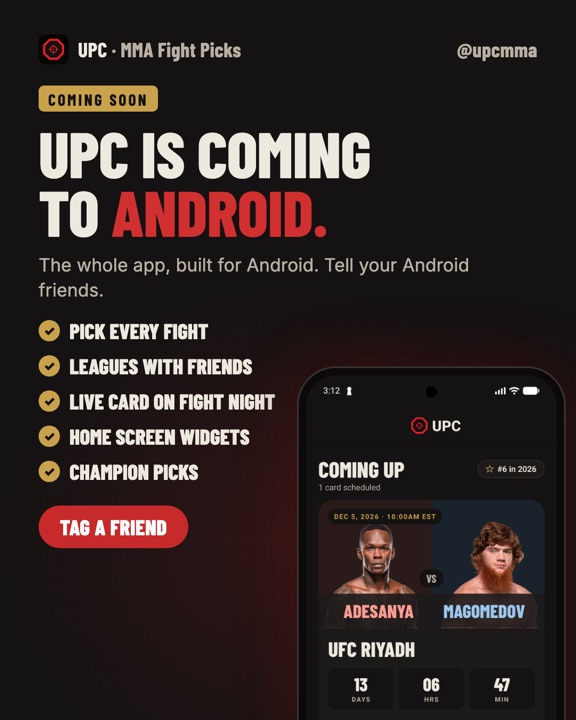 UPC · MMA Fight Picks
@upcmma
COMING SOON
UPC IS COMING
TO ANDROID.
The whole app, built for Android. Tell your Android
friends.
PICK EVERY FIGHT
LEAGUES WITH FRIENDS
LIVE CARD ON FIGHT NIGHT
HOME SCREEN WIDGETS
CHAMPION PICKS
TAG A FRIEND
3:12
UPC
COMING UP
#6 in 2026
1 card scheduled
DEC 5, 2026 · 10:00AM EST
VS
ADESANYA
MAGOMEDOV
UFC RIYADH
13
06
47
DAYS
HRS
MIN